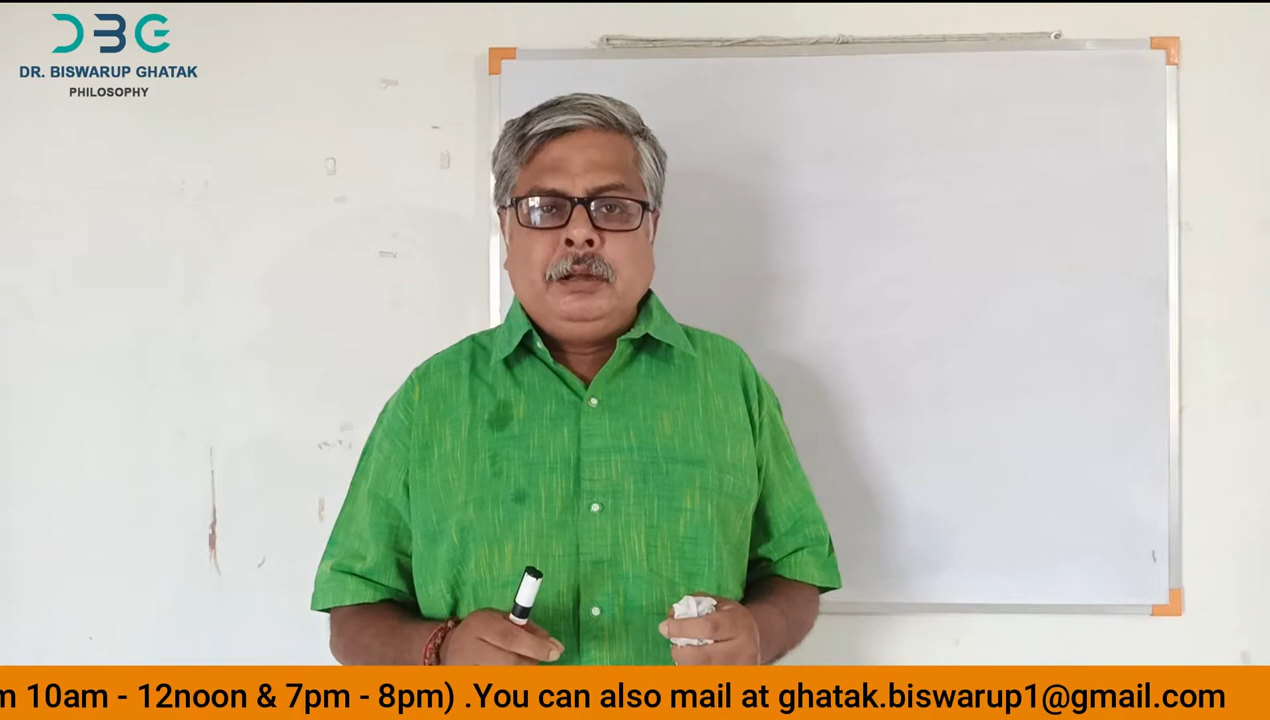 DBG
DR. BISWARUP GHATAK
PHILOSOPHY
m 10am - 12noon & 7pm - 8pm) .You can also mail at ghatak.biswarup1@gmail.com